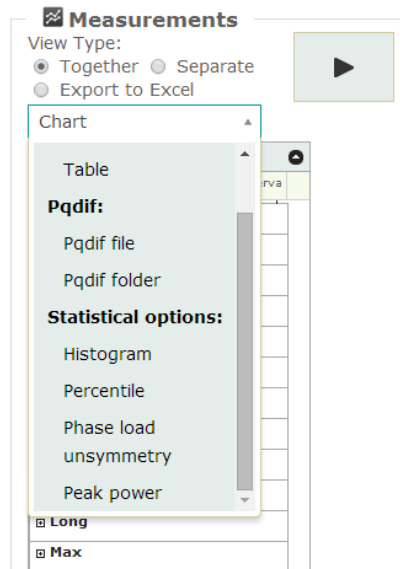 Measurements
View Type:
Together Separate
Export to Excel
Chart
Table
Pqdif:
Pqdif file
Pqdif folder
Statistical options:
Histogram
Percentile
Phase load
unsymmetry
Peak power
Long
Max